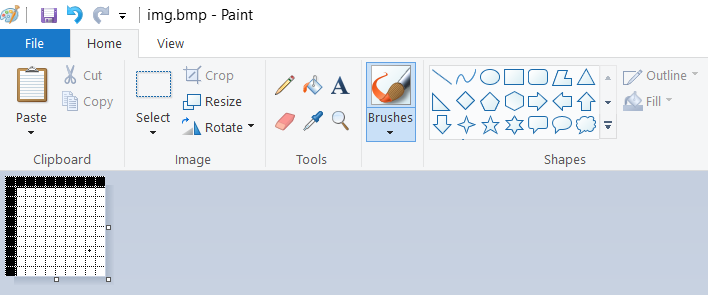 img.bmp - Paint
File Home View
Paste
Cut
Copy
Clipboard
Select
Crop
Resize
Rotate
Image
A
Tools
Brushes
Outline
Fill
Shapes